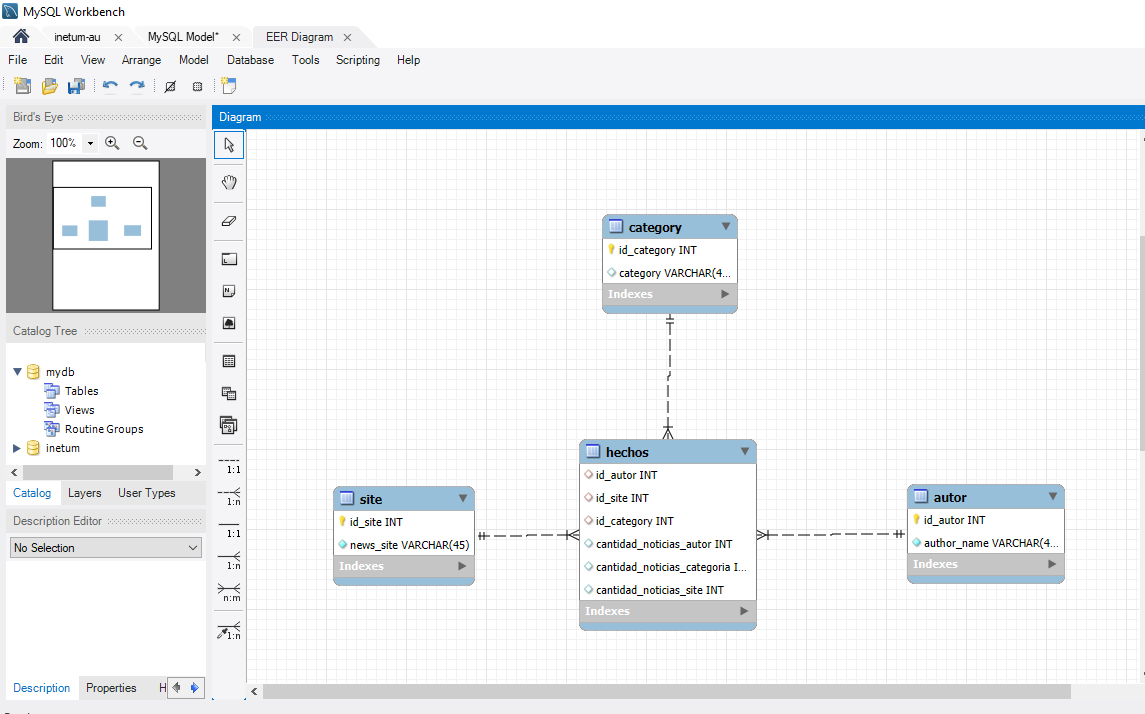 MySQL Workbench
inetum-au MySQL Model* EER Diagram
File Edit View Arrange Model Database Tools Scripting Help
Bird's Eye
Zoom: 100%
Catalog Tree
mydb
Tables
Views
Routine Groups
inetum
Catalog Layers User Types
Description Editor
No Selection
Description Properties H
Diagram
1:1
1:n
1:1
1:n
n:m
1:n
category
id_category INT
category VARCHAR(4...
Indexes
hechos
id_autor INT
id_site INT
id_category INT
cantidad_noticias_autor INT
cantidad_noticias_categoria I...
cantidad_noticias_site INT
Indexes
site
id_site INT
news_site VARCHAR(45)
Indexes
autor
id_autor INT
author_name VARCHAR(4...
Indexes